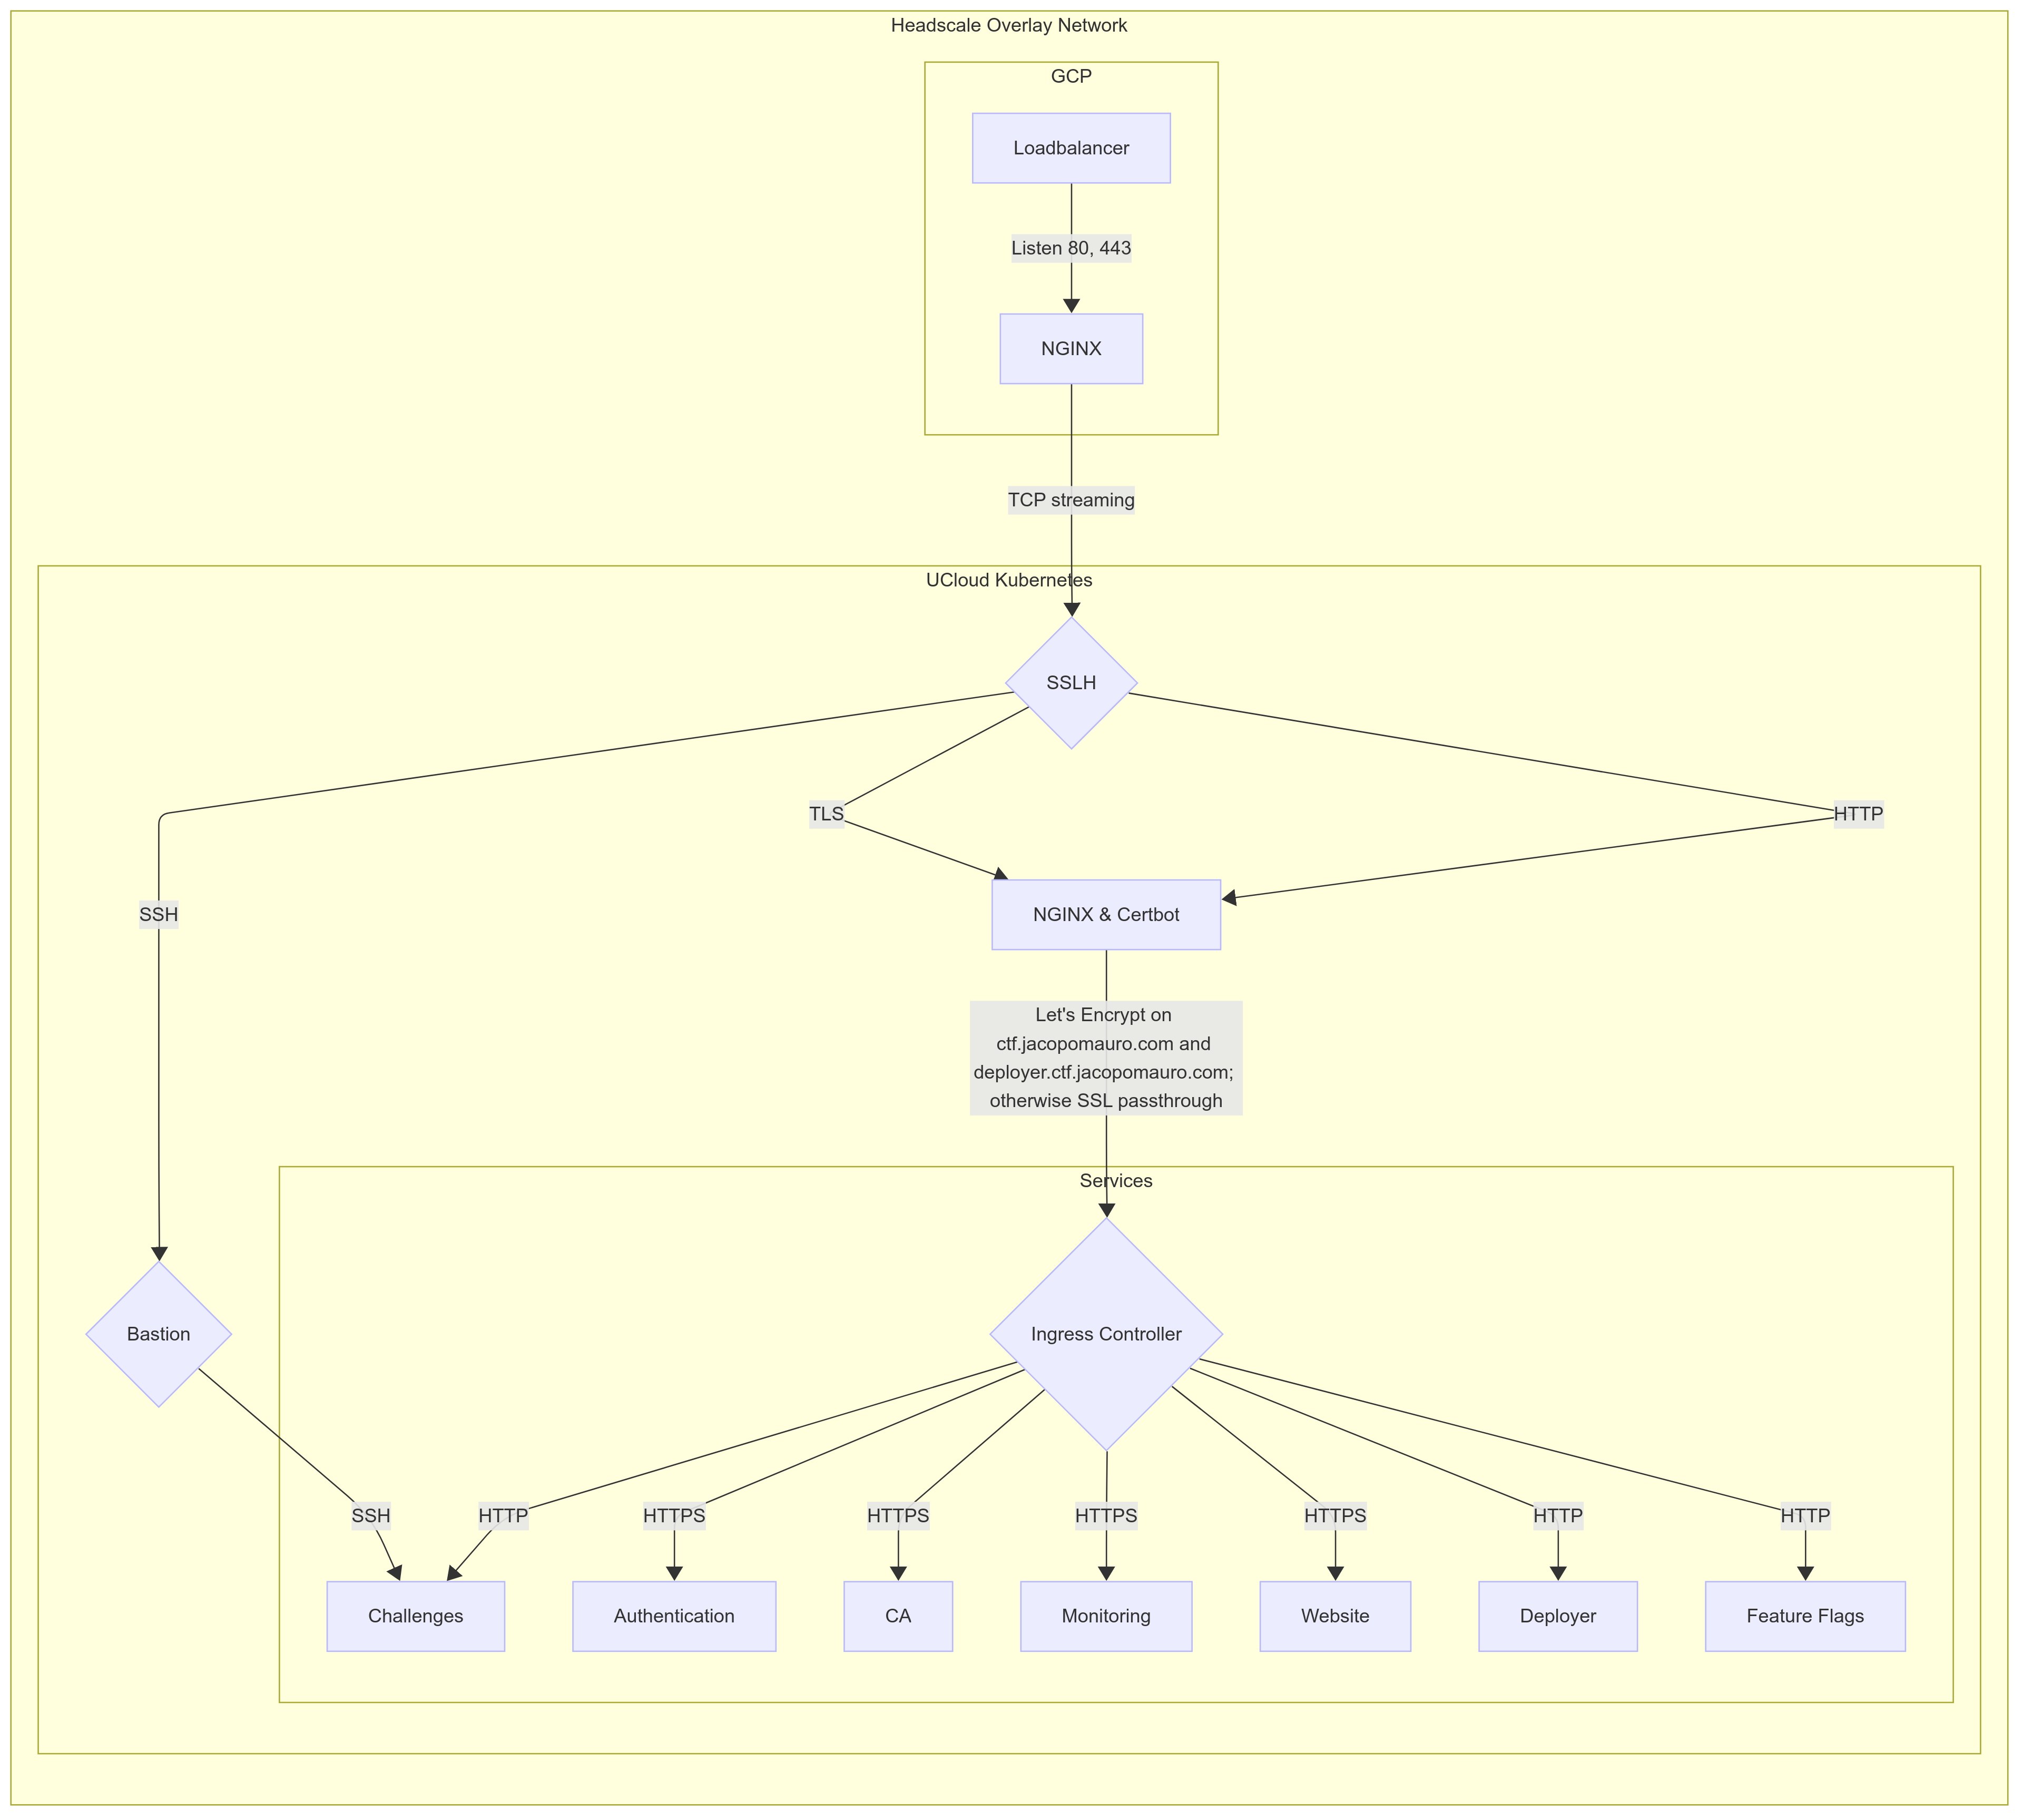 Headscale Overlay Network
GCP
Loadbalancer
Listen 80, 443
NGINX
TCP streaming
UCloud Kubernetes
SSLH
TLS
HTTP
SSH
NGINX & Certbot
Let's Encrypt on
ctf.jacopomauro.com and
deployer.ctf.jacopomauro.com;
otherwise SSL passthrough
Services
Bastion
Ingress Controller
SSH
HTTP
HTTPS
HTTPS
HTTPS
HTTPS
HTTP
HTTP
Challenges
Authentication
CA
Monitoring
Website
Deployer
Feature Flags